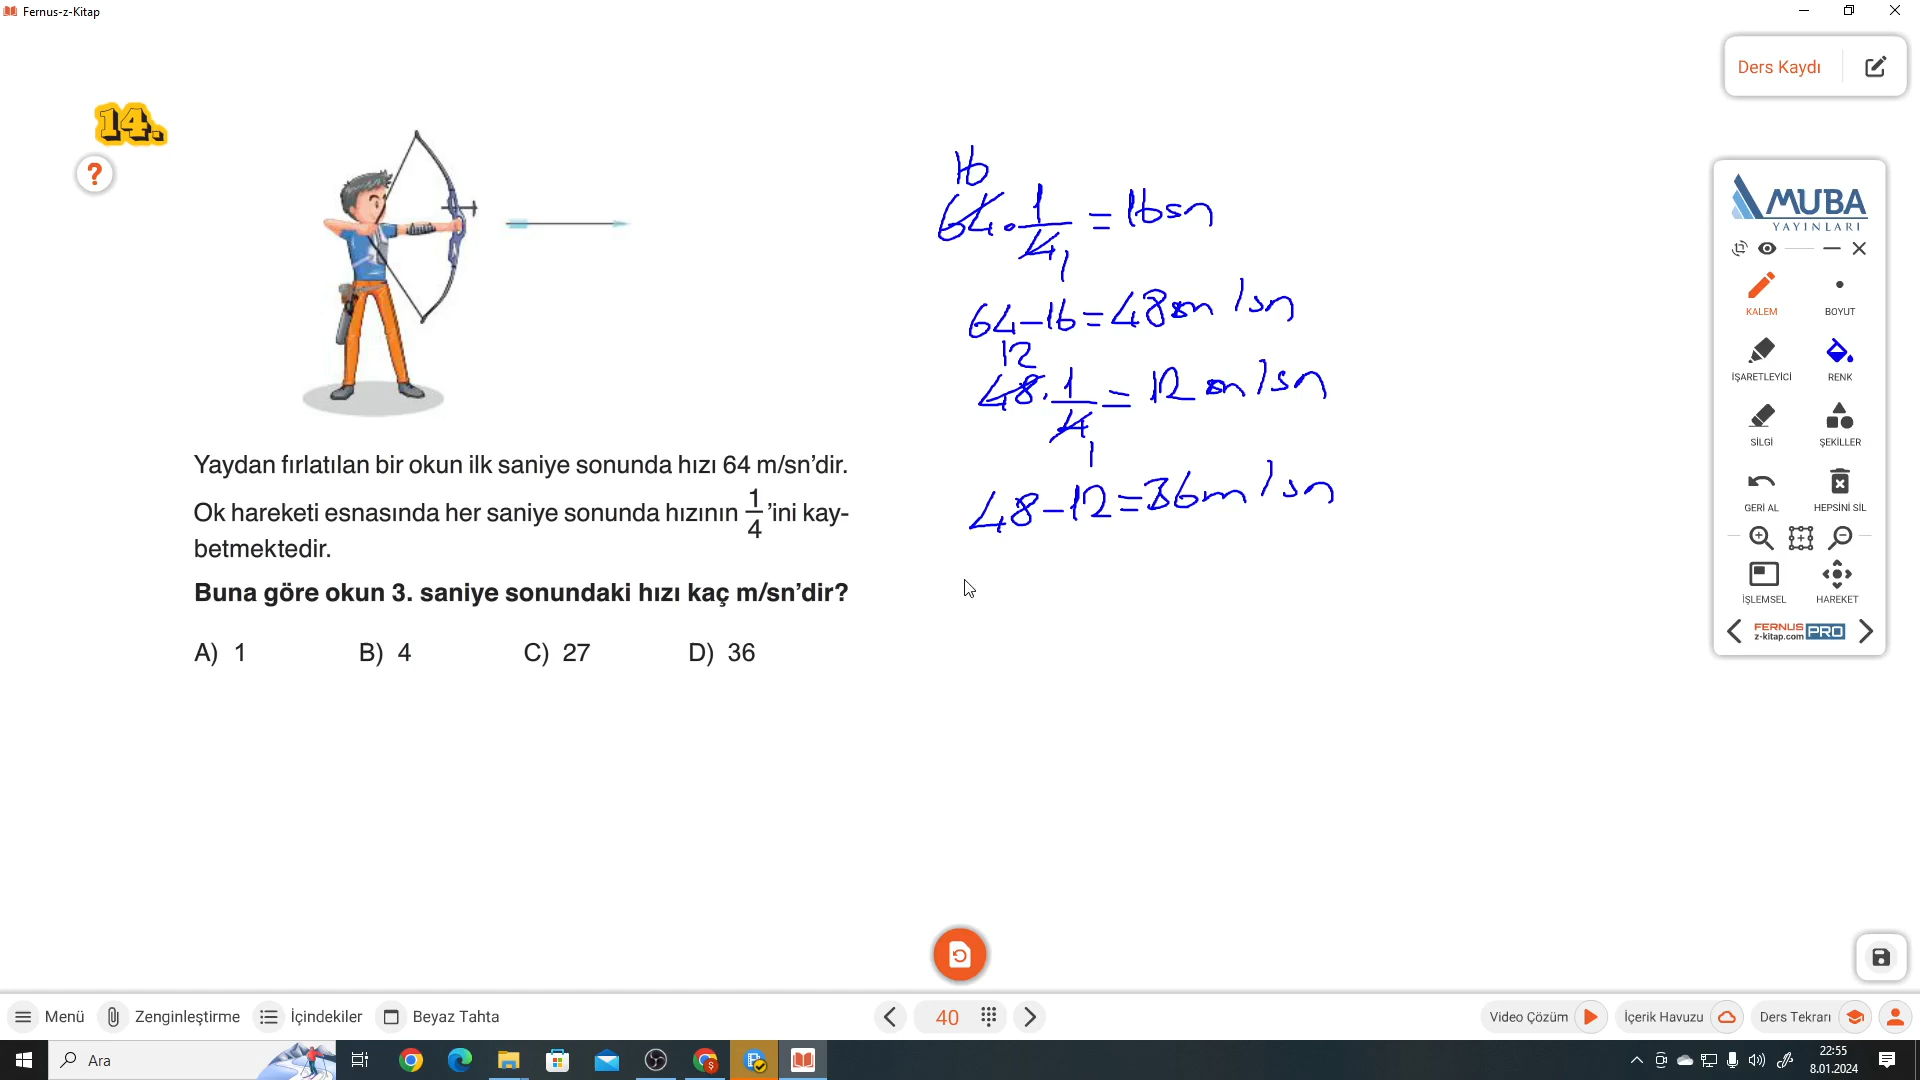 Fernus-z-Kitap
Ders Kaydı
14.
?
Yaydan fırlatılan bir okun ilk saniye sonunda hızı 64 m/sn'dir.
Ok hareketi esnasında her saniye sonunda hızının 1/4 'ini kay-
betmektedir.
Buna göre okun 3. saniye sonundaki hızı kaç m/sn'dir?
A) 1 B) 4 C) 27 D) 36
16
64 · 1/4 = 16sn
1
64-16=48m/sn
12
48 · 1/4 = 12m/sn
1
48-12=36m/sn
MUBA
YAYINLARI
KALEM BOYUT
İŞARETLEYİCİ RENK
SİLGİ ŞEKİLLER
GERİ AL HEPSİNİ SİL
İŞLEMSEL HAREKET
FERNUS
z-kitap.com PRO
Menü Zenginleştirme İçindekiler Beyaz Tahta 40 Video Çözüm İçerik Havuzu Ders Tekrarı
Ara
22:55
8.01.2024